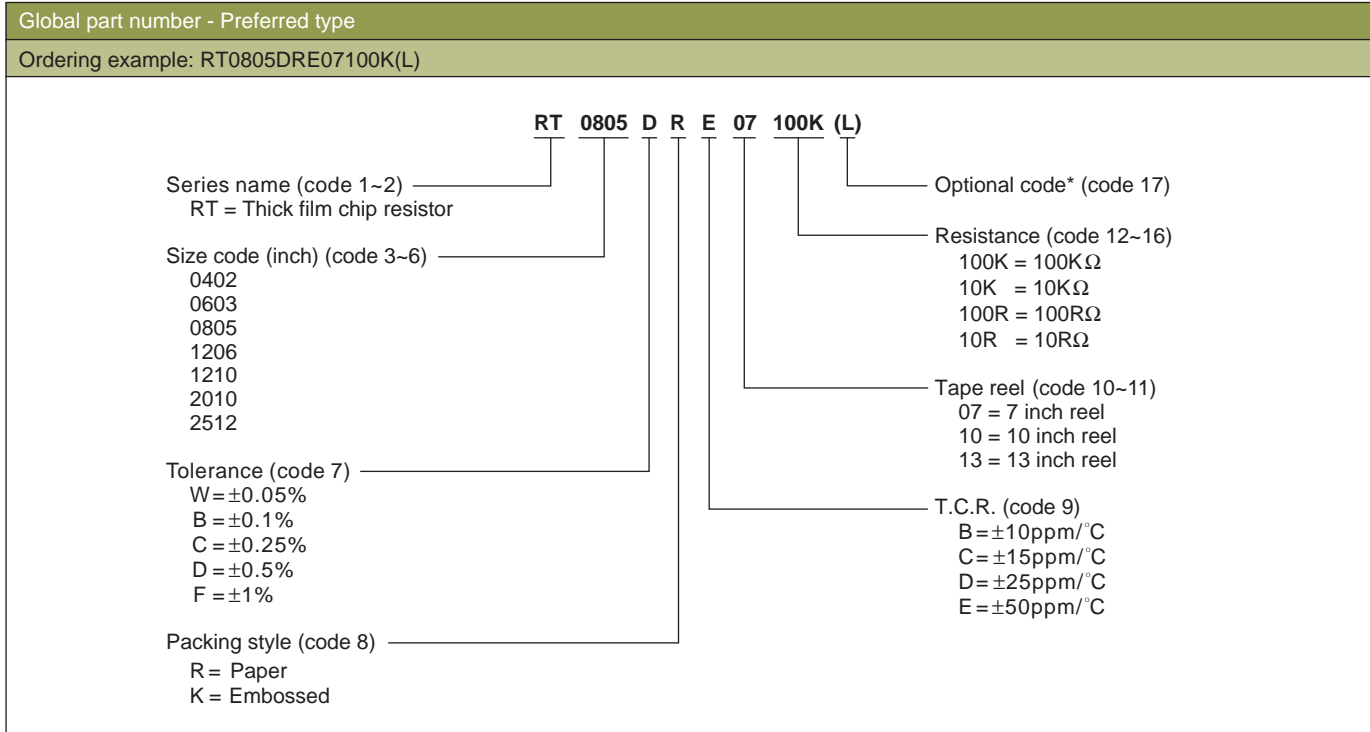 Global part number - Preferred type
Ordering example: RT0805DRE07100K(L)
RT 0805 D R E 07 100K (L)
Series name (code 1~2)
RT = Thick film chip resistor
Size code (inch) (code 3~6)
0402
0603
0805
1206
1210
2010
2512
Tolerance (code 7)
W=±0.05%
B=±0.1%
C=±0.25%
D=±0.5%
F=±1%
Packing style (code 8)
R= Paper
K= Embossed
Optional code* (code 17)
Resistance (code 12~16)
100K = 100KΩ
10K = 10KΩ
100R = 100RΩ
10R = 10RΩ
Tape reel (code 10~11)
07 = 7 inch reel
10 = 10 inch reel
13 = 13 inch reel
T.C.R. (code 9)
B=±10ppm/°C
C=±15ppm/°C
D=±25ppm/°C
E=±50ppm/°C